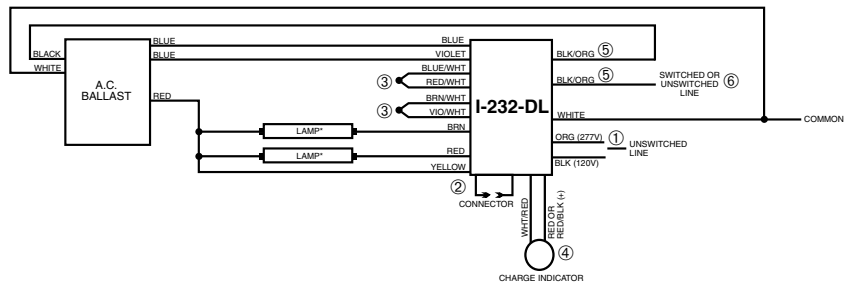 BLACK
WHITE
A.C.
BALLAST
BLUE
BLUE
RED
LAMP*
LAMP*
BLUE
VIOLET
BLUE/WHT
③
RED/WHT
BRN/WHT
③
VIO/WHT
BRN
RED
YELLOW
I-232-DL
BLK/ORG ⑤
BLK/ORG ⑤
SWITCHED OR
UNSWITCHED ⑥
LINE
WHITE
COMMON
ORG (277V) ①
UNSWITCHED
LINE
BLK (120V)
②
CONNECTOR
WHT/RED
RED OR
RED/BLK (+)
④
CHARGE INDICATOR